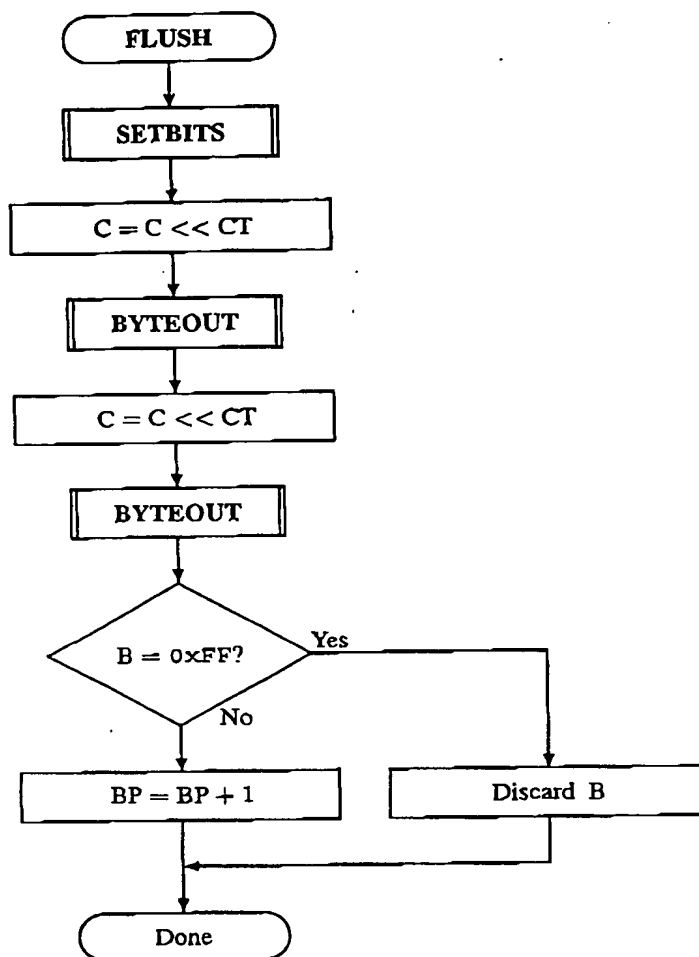 FLUSH
SETBITS
C = C << CT
BYTEOUT
C = C << CT
BYTEOUT
B = 0xFF?
Yes
No
BP = BP + 1
Discard B
Done